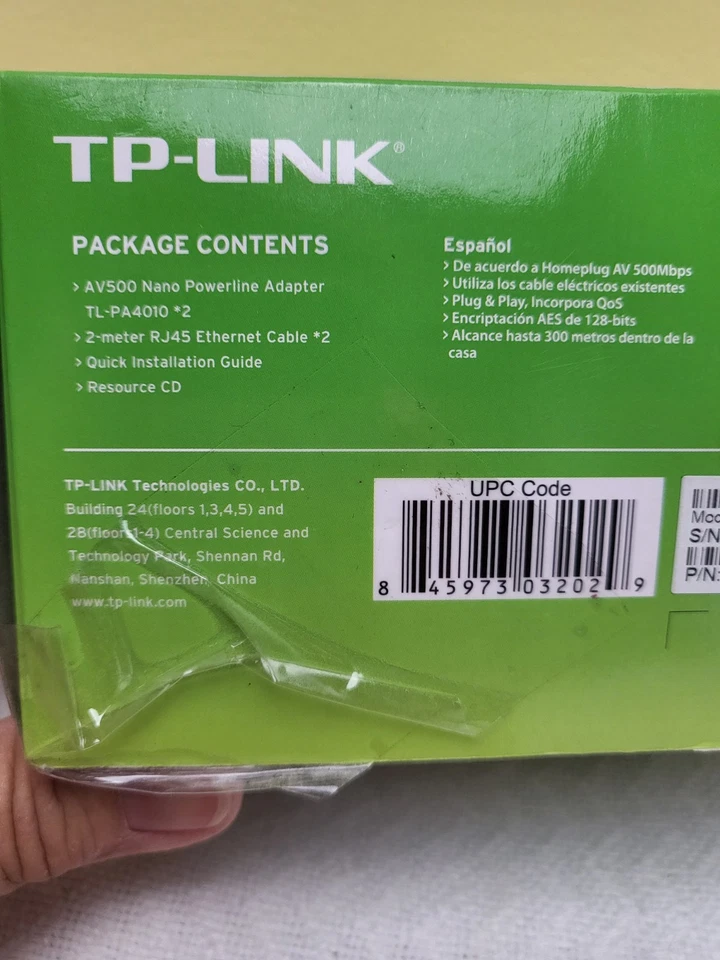 TP-LINK®
PACKAGE CONTENTS
> AV500 Nano Powerline Adapter
TL-PA4010 *2
> 2-meter RJ45 Ethernet Cable *2
> Quick Installation Guide
> Resource CD
Español
> De acuerdo a Homeplug AV 500Mbps
> Utiliza los cable eléctricos existentes
> Plug & Play, Incorpora QoS
> Encriptación AES de 128-bits
> Alcance hasta 300 metros dentro de la
casa
TP-LINK Technologies CO., LTD.
Building 24(floors 1,3,4,5) and
28(floors1-4) Central Science and
Technology Park, Shennan Rd,
Nanshan, Shenzhen, China
www.tp-link.com
UPC Code
8 45973 03202 9
S/N
P/N: